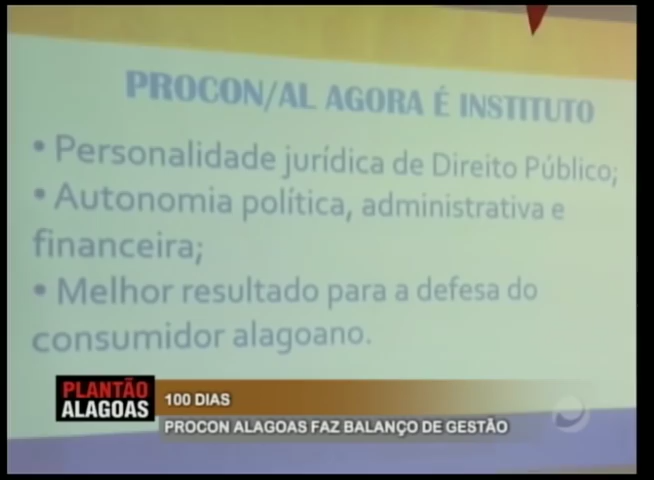 PROCON/AL AGORA É INSTITUTO
• Personalidade jurídica de Direito Público;
• Autonomia política, administrativa e
financeira;
• Melhor resultado para a defesa do
consumidor alagoano.
PLANTÃO
ALAGOAS
100 DIAS
PROCON ALAGOAS FAZ BALANÇO DE GESTÃO